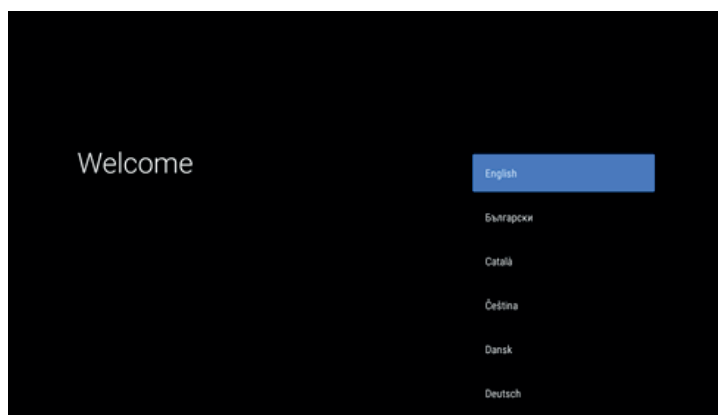 Welcome
English
Български
Català
Čeština
Dansk
Deutsch